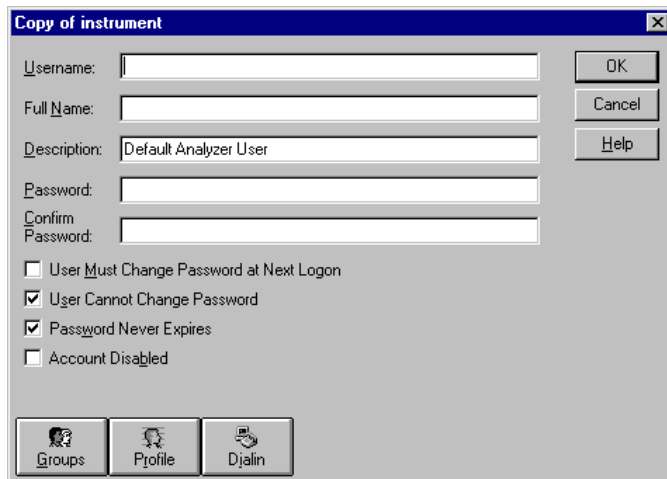 Copy of instrument
Username:
OK
Full Name:
Cancel
Description: Default Analyzer User
Help
Password:
Confirm
Password:
User Must Change Password at Next Logon
User Cannot Change Password
Password Never Expires
Account Disabled
Groups Profile Dialin